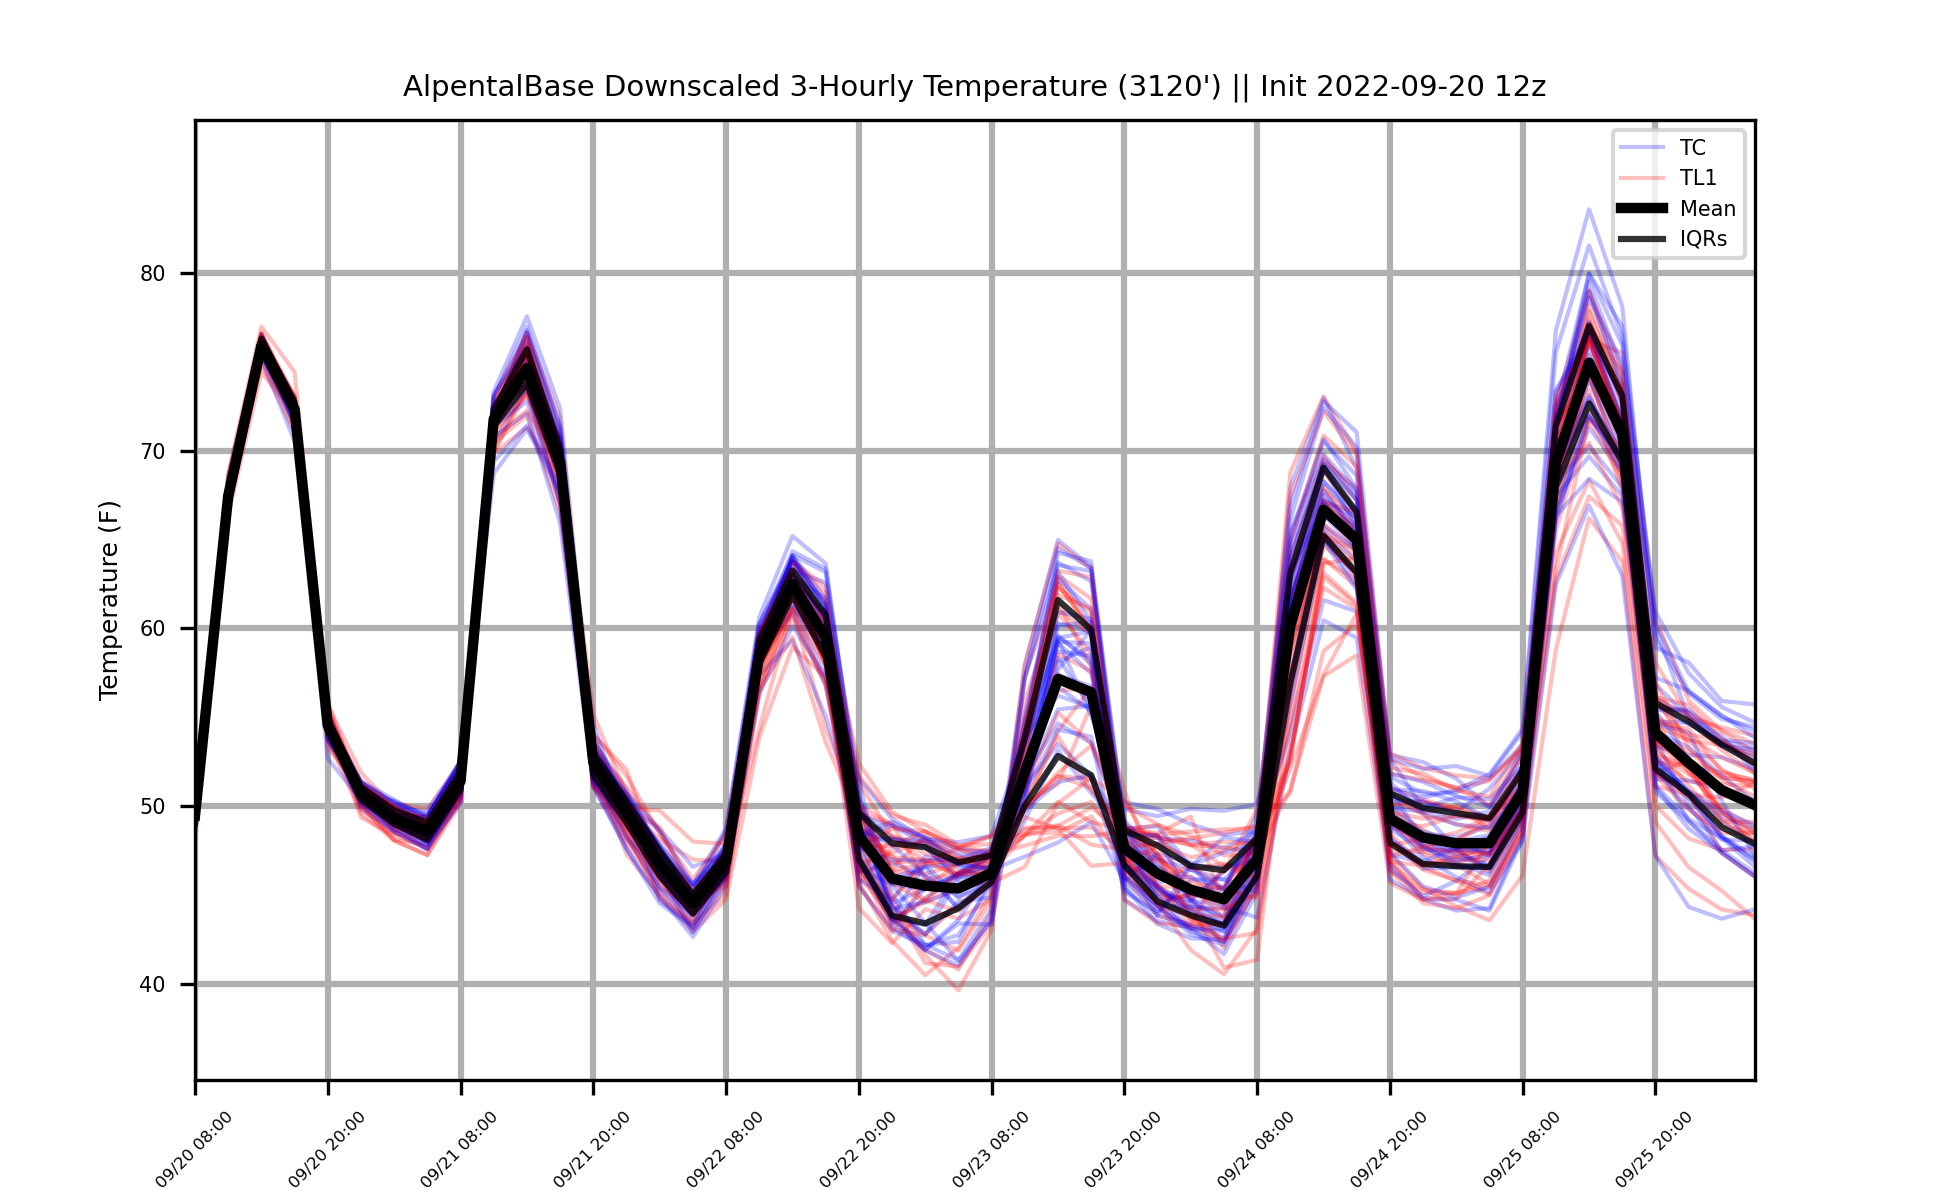 AlpentalBase Downscaled 3-Hourly Temperature (3120') || Init 2022-09-20 12z
TC
TL1
Mean
IQRs
Temperature (F)
80
70
60
50
40
09/20 08:00
09/20 20:00
09/21 08:00
09/21 20:00
09/22 08:00
09/22 20:00
09/23 08:00
09/23 20:00
09/24 08:00
09/24 20:00
09/25 08:00
09/25 20:00